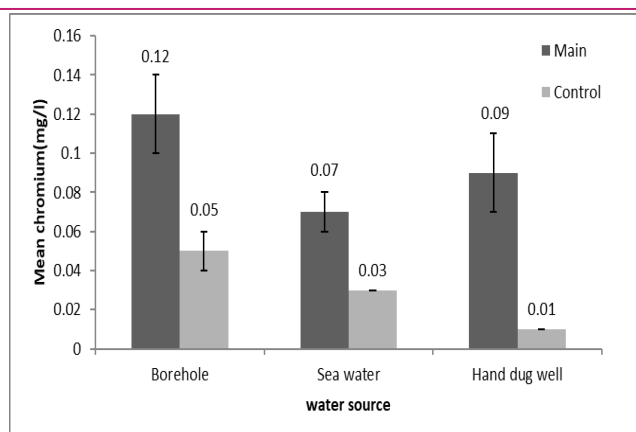 0.16
0.14
0.12
0.1
0.08
0.06
0.04
0.02
0
Mean chromium(mg/l)
0.12
0.05
0.07
0.03
0.09
0.01
Main
Control
Borehole
Sea water
Hand dug well
water source